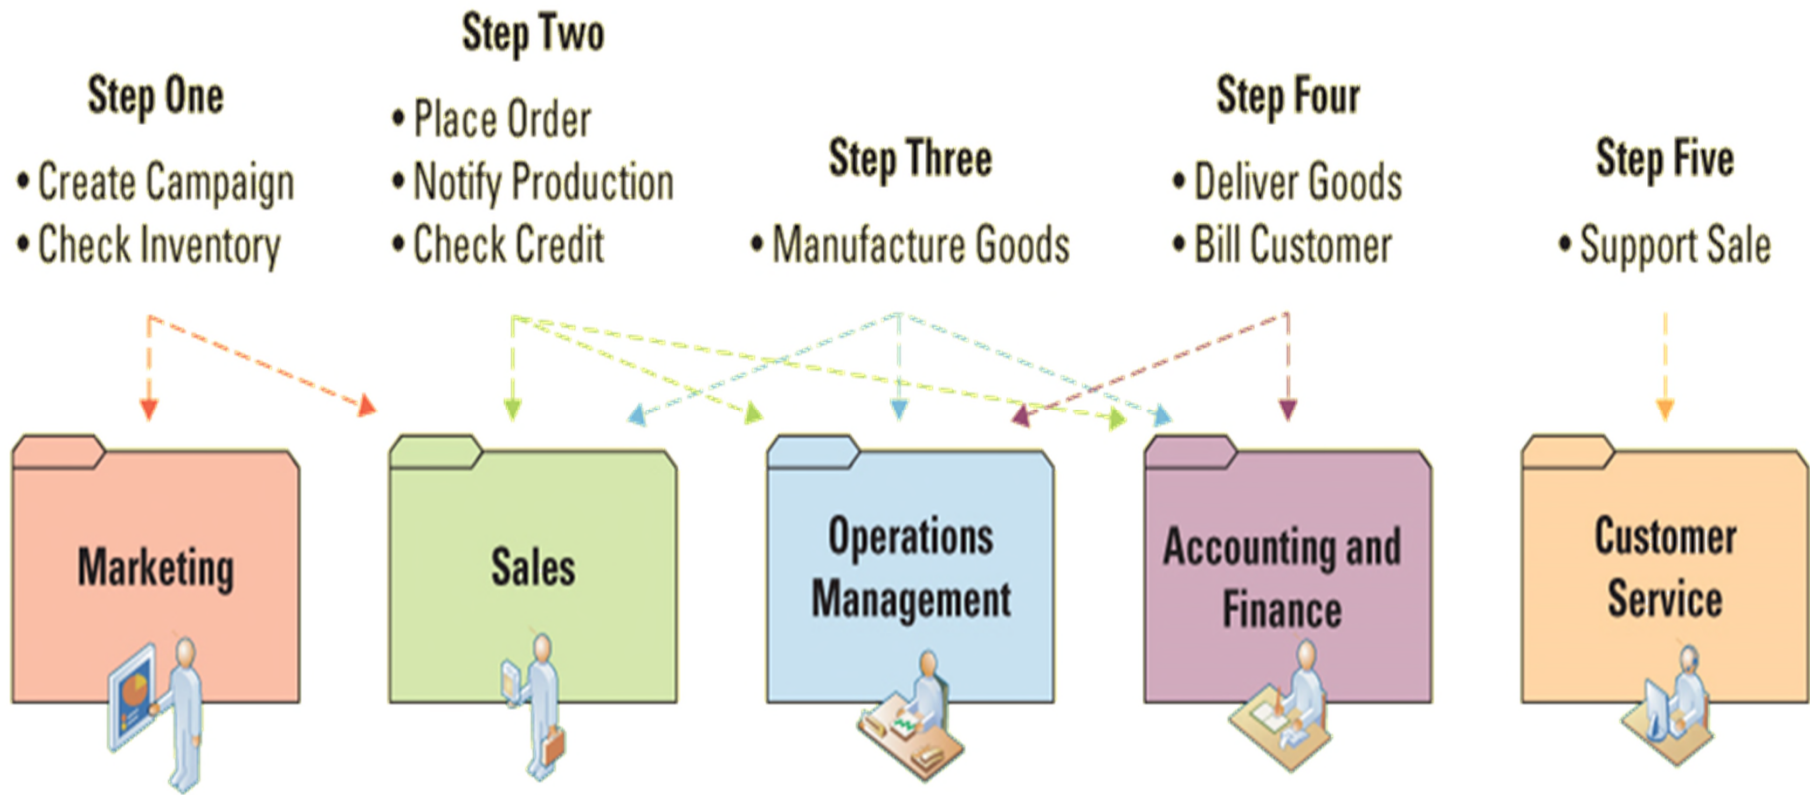 Step One
• Create Campaign
• Check Inventory
Step Two
• Place Order
• Notify Production
• Check Credit
Step Three
• Manufacture Goods
Step Four
• Deliver Goods
• Bill Customer
Step Five
• Support Sale
Marketing
Sales
Operations
Management
Accounting and
Finance
Customer
Service